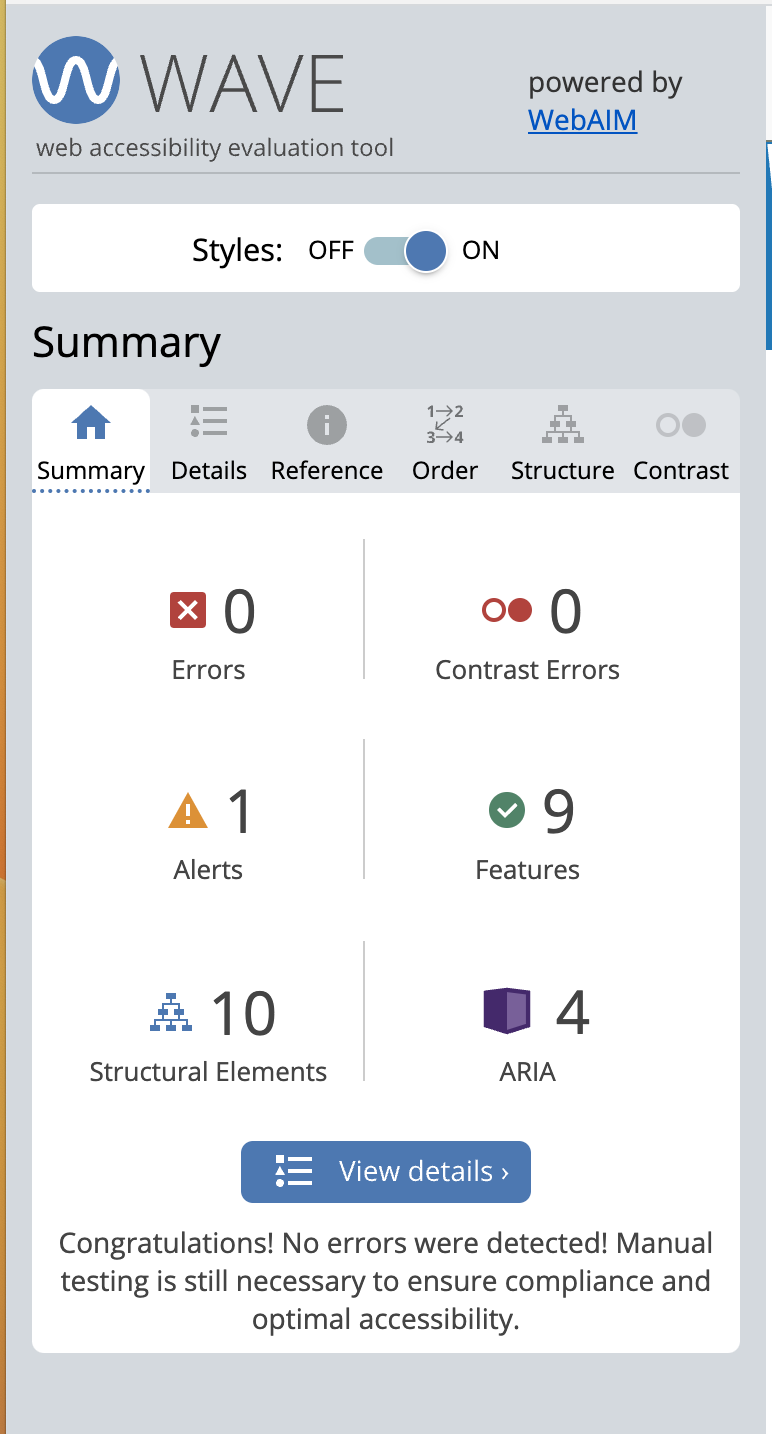 WAVE
web accessibility evaluation tool
powered by
WebAIM
Styles: OFF ON
Summary
1→2
3→4
Summary Details Reference Order Structure Contrast
0 0
Errors Contrast Errors
1 9
Alerts Features
10 4
Structural Elements ARIA
View details ›
Congratulations! No errors were detected! Manual
testing is still necessary to ensure compliance and
optimal accessibility.